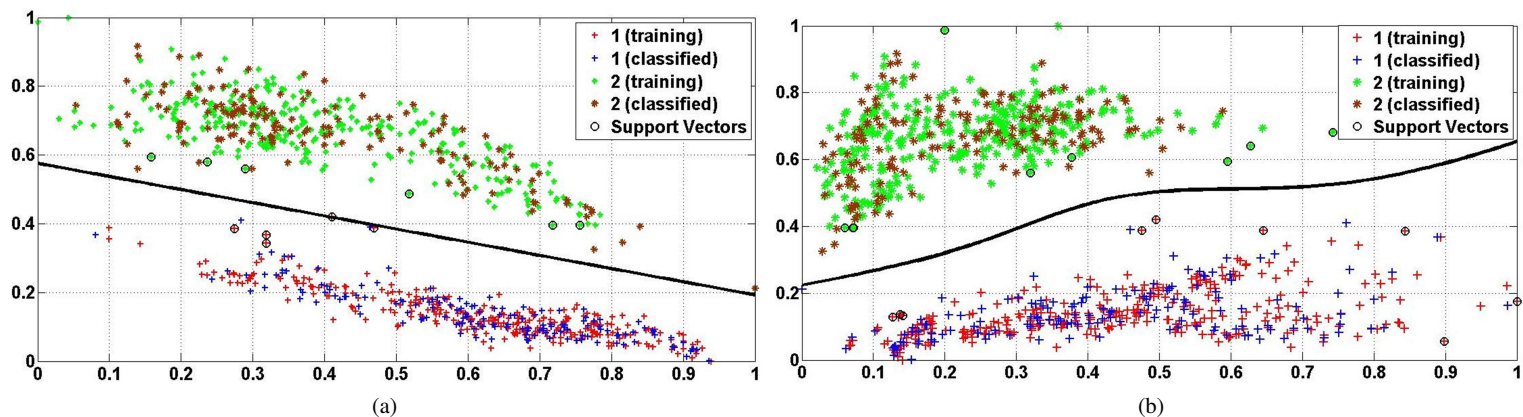 1
0.8
0.6
0.4
0.2
0
0 0.1 0.2 0.3 0.4 0.5 0.6 0.7 0.8 0.9 1
1 (training)
1 (classified)
2 (training)
2 (classified)
Support Vectors
(a)
1
0.8
0.6
0.4
0.2
0
0 0.1 0.2 0.3 0.4 0.5 0.6 0.7 0.8 0.9 1
1 (training)
1 (classified)
2 (training)
2 (classified)
Support Vectors
(b)